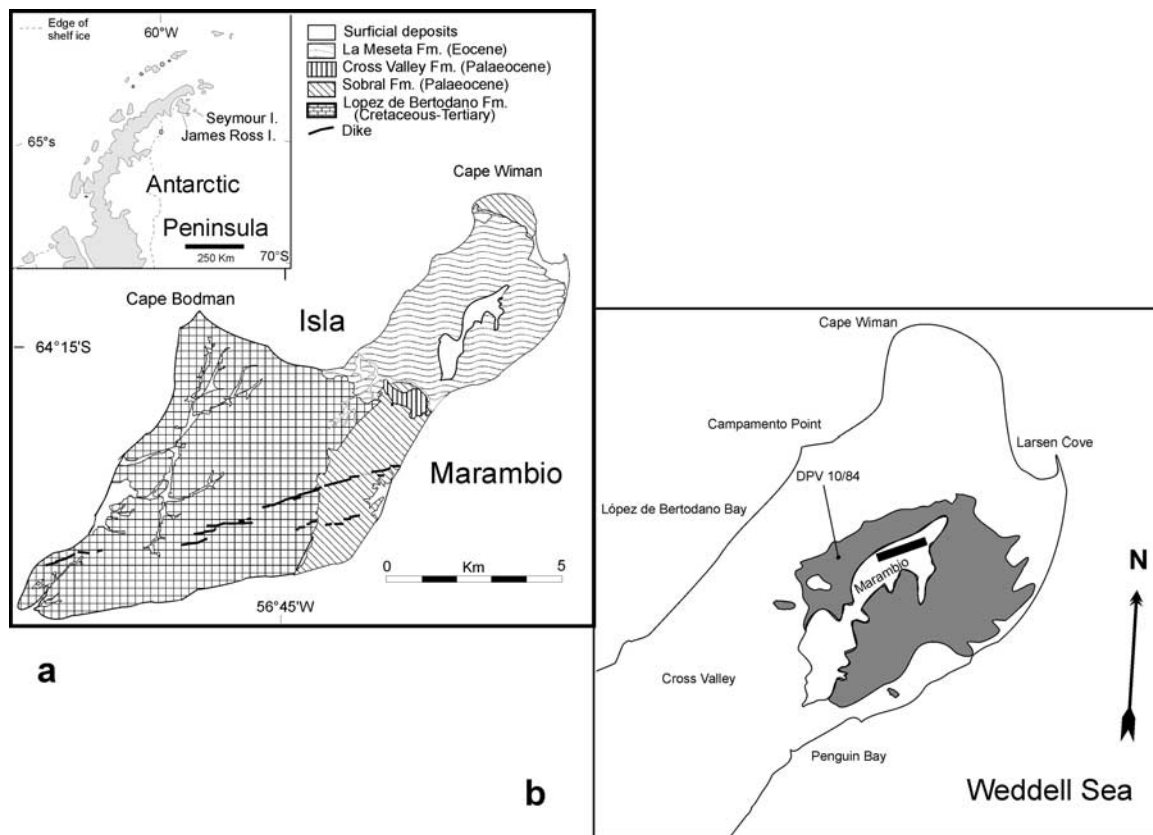 Edge of
shelf ice
60°W
65°s
Seymour I.
James Ross I.
Antarctic
Peninsula
250 Km
70°S
Surficial deposits
La Meseta Fm. (Eocene)
Cross Valley Fm. (Palaeocene)
Sobral Fm. (Palaeocene)
Lopez de Bertodano Fm.
(Cretaceous-Tertiary)
Dike
Cape Wiman
Cape Bodman
Isla
64°15'S
Marambio
0 Km 5
56°45'W
a
Cape Wiman
Campamento Point
Larsen Cove
DPV 10/84
López de Bertodano Bay
Marambio
N
Cross Valley
Penguin Bay
Weddell Sea
b